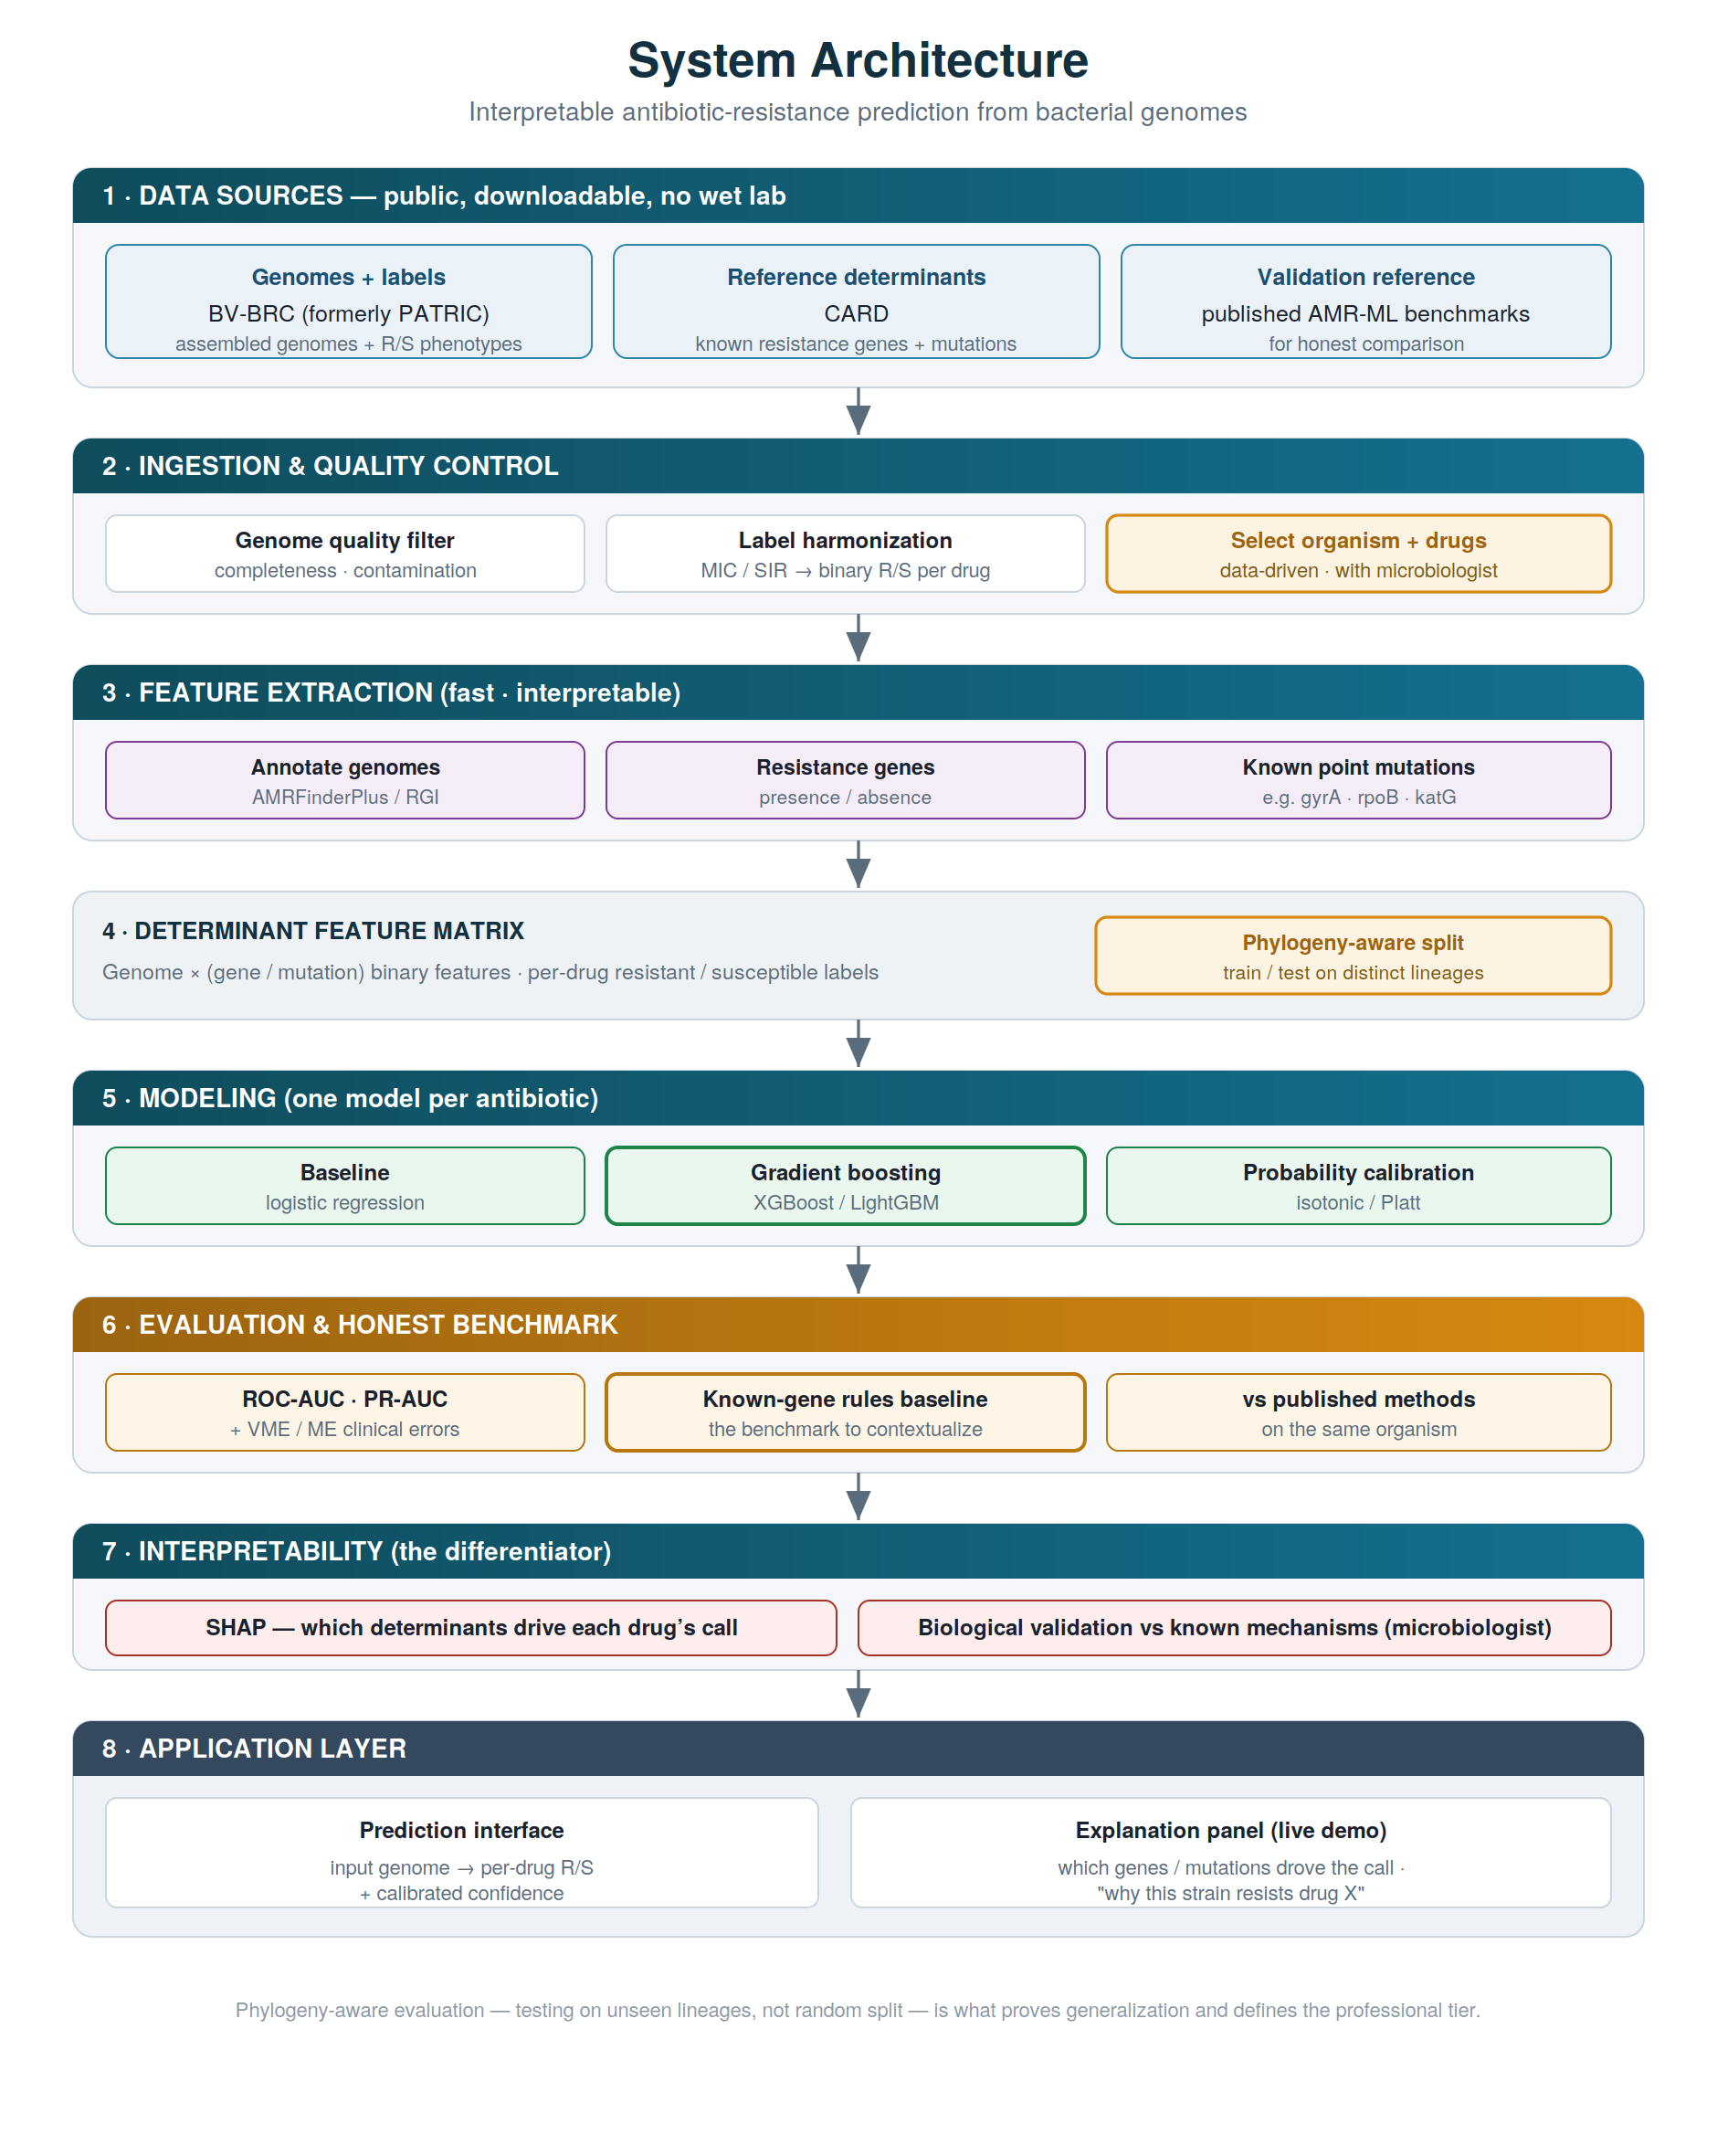 System Architecture
Interpretable antibiotic-resistance prediction from bacterial genomes
1 · DATA SOURCES — public, downloadable, no wet lab
Genomes + labels
BV-BRC (formerly PATRIC)
assembled genomes + R/S phenotypes
Reference determinants
CARD
known resistance genes + mutations
Validation reference
published AMR-ML benchmarks
for honest comparison
2 · INGESTION & QUALITY CONTROL
Genome quality filter
completeness · contamination
Label harmonization
MIC / SIR → binary R/S per drug
Select organism + drugs
data-driven · with microbiologist
3 · FEATURE EXTRACTION (fast · interpretable)
Annotate genomes
AMRFinderPlus / RGI
Resistance genes
presence / absence
Known point mutations
e.g. gyrA · rpoB · katG
4 · DETERMINANT FEATURE MATRIX
Genome × (gene / mutation) binary features · per-drug resistant / susceptible labels
Phylogeny-aware split
train / test on distinct lineages
5 · MODELING (one model per antibiotic)
Baseline
logistic regression
Gradient boosting
XGBoost / LightGBM
Probability calibration
isotonic / Platt
6 · EVALUATION & HONEST BENCHMARK
ROC-AUC · PR-AUC
+ VME / ME clinical errors
Known-gene rules baseline
the benchmark to contextualize
vs published methods
on the same organism
7 · INTERPRETABILITY (the differentiator)
SHAP — which determinants drive each drug’s call
Biological validation vs known mechanisms (microbiologist)
8 · APPLICATION LAYER
Prediction interface
input genome → per-drug R/S
+ calibrated confidence
Explanation panel (live demo)
which genes / mutations drove the call ·
"why this strain resists drug X"
Phylogeny-aware evaluation — testing on unseen lineages, not random split — is what proves generalization and defines the professional tier.